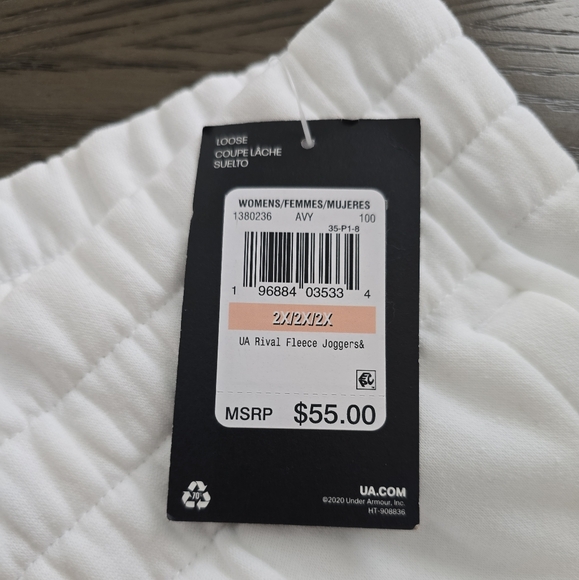 LOOSE
COUPE LÂCHE
SUELTO
WOMENS/FEMMES/MUJERES
1380236 AVY 100
35-P1-8
1 96884 03533 4
2X/2X/2X
UA Rival Fleece Joggers&
MSRP $55.00
70
UA.COM
©2020 Under Armour, Inc.
HT-908836